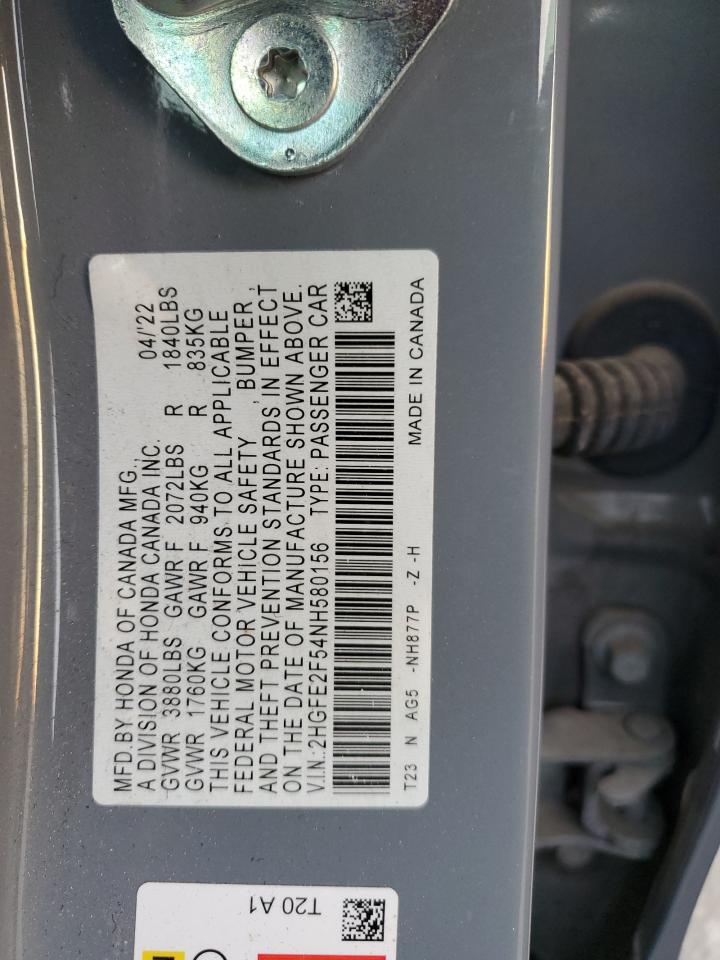 MFD.BY HONDA OF CANADA MFG., 04/'22
A DIVISION OF HONDA CANADA INC.
GVWR 3880LBS GAWR F 2072LBS R 1840LBS
GVWR 1760KG GAWR F 940KG R 835KG
THIS VEHICLE CONFORMS TO ALL APPLICABLE
FEDERAL MOTOR VEHICLE SAFETY , BUMPER ,
AND THEFT PREVENTION STANDARDS IN EFFECT
ON THE DATE OF MANUFACTURE SHOWN ABOVE.
V.I.N.:2HGFE2F54NH580156 TYPE: PASSENGER CAR
T23 N AG5 -NH877P -Z -H MADE IN CANADA
T20 A1